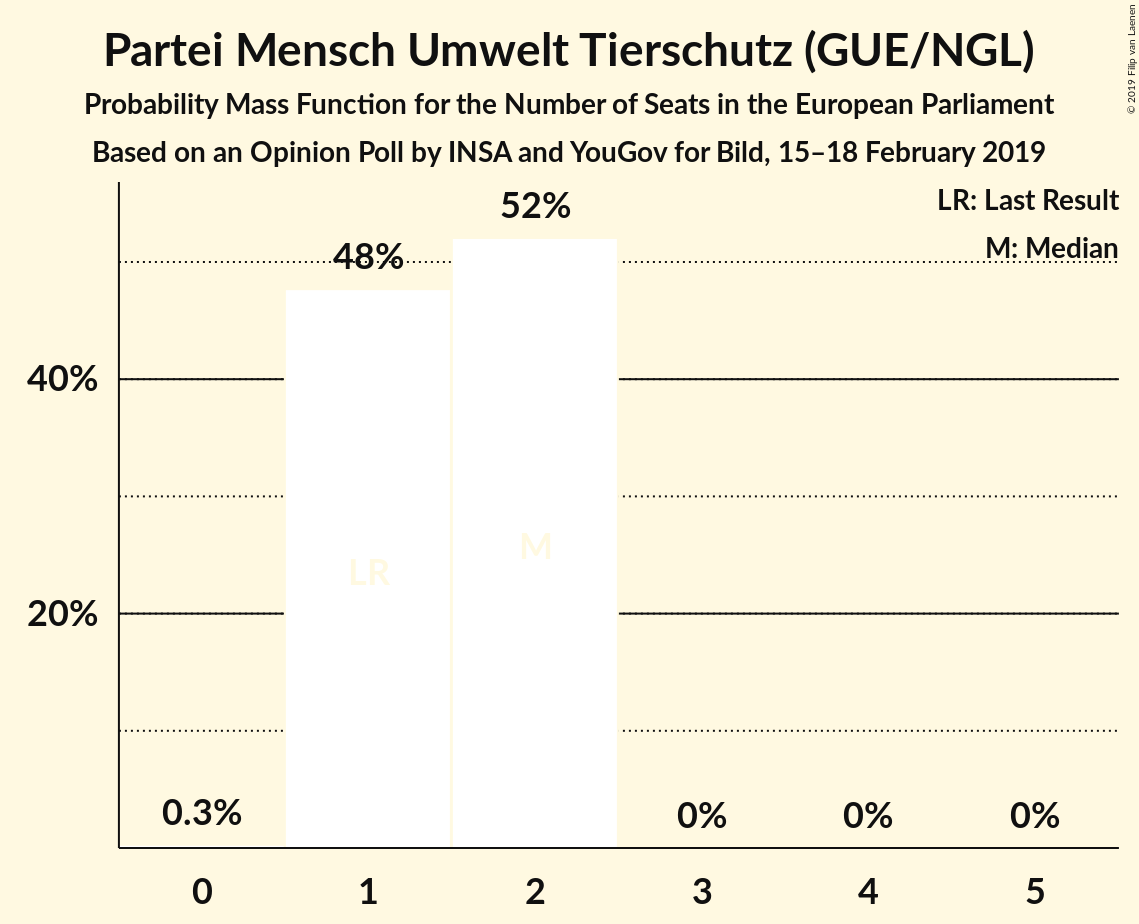 Partei Mensch Umwelt Tierschutz (GUE/NGL)
Probability Mass Function for the Number of Seats in the European Parliament
Based on an Opinion Poll by INSA and YouGov for Bild, 15–18 February 2019
© 2019 Filip van Laenen
LR: Last Result
M: Median
52%
48%
40%
20%
M
LR
0.3%
0%
0%
0%
0
1
2
3
4
5